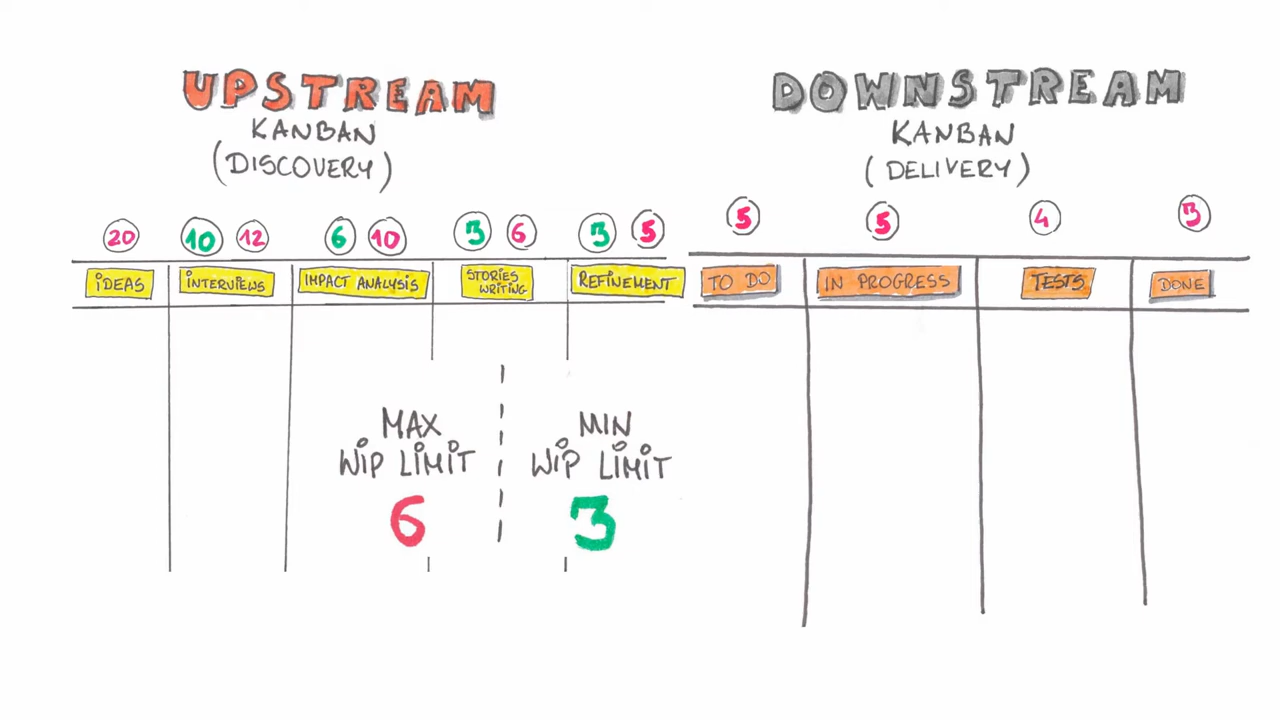 UPSTREAM
KANBAN
(DISCOVERY)
20 10 12 6 10 3 6 3 5
IDEAS INTERVIEWS IMPACT ANALYSIS STORIES WRITING REFINEMENT
MAX
WIP LIMIT
6
MIN
WIP LIMIT
3
DOWNSTREAM
KANBAN
(DELIVERY)
5 5 4 3
TO DO IN PROGRESS TESTS DONE